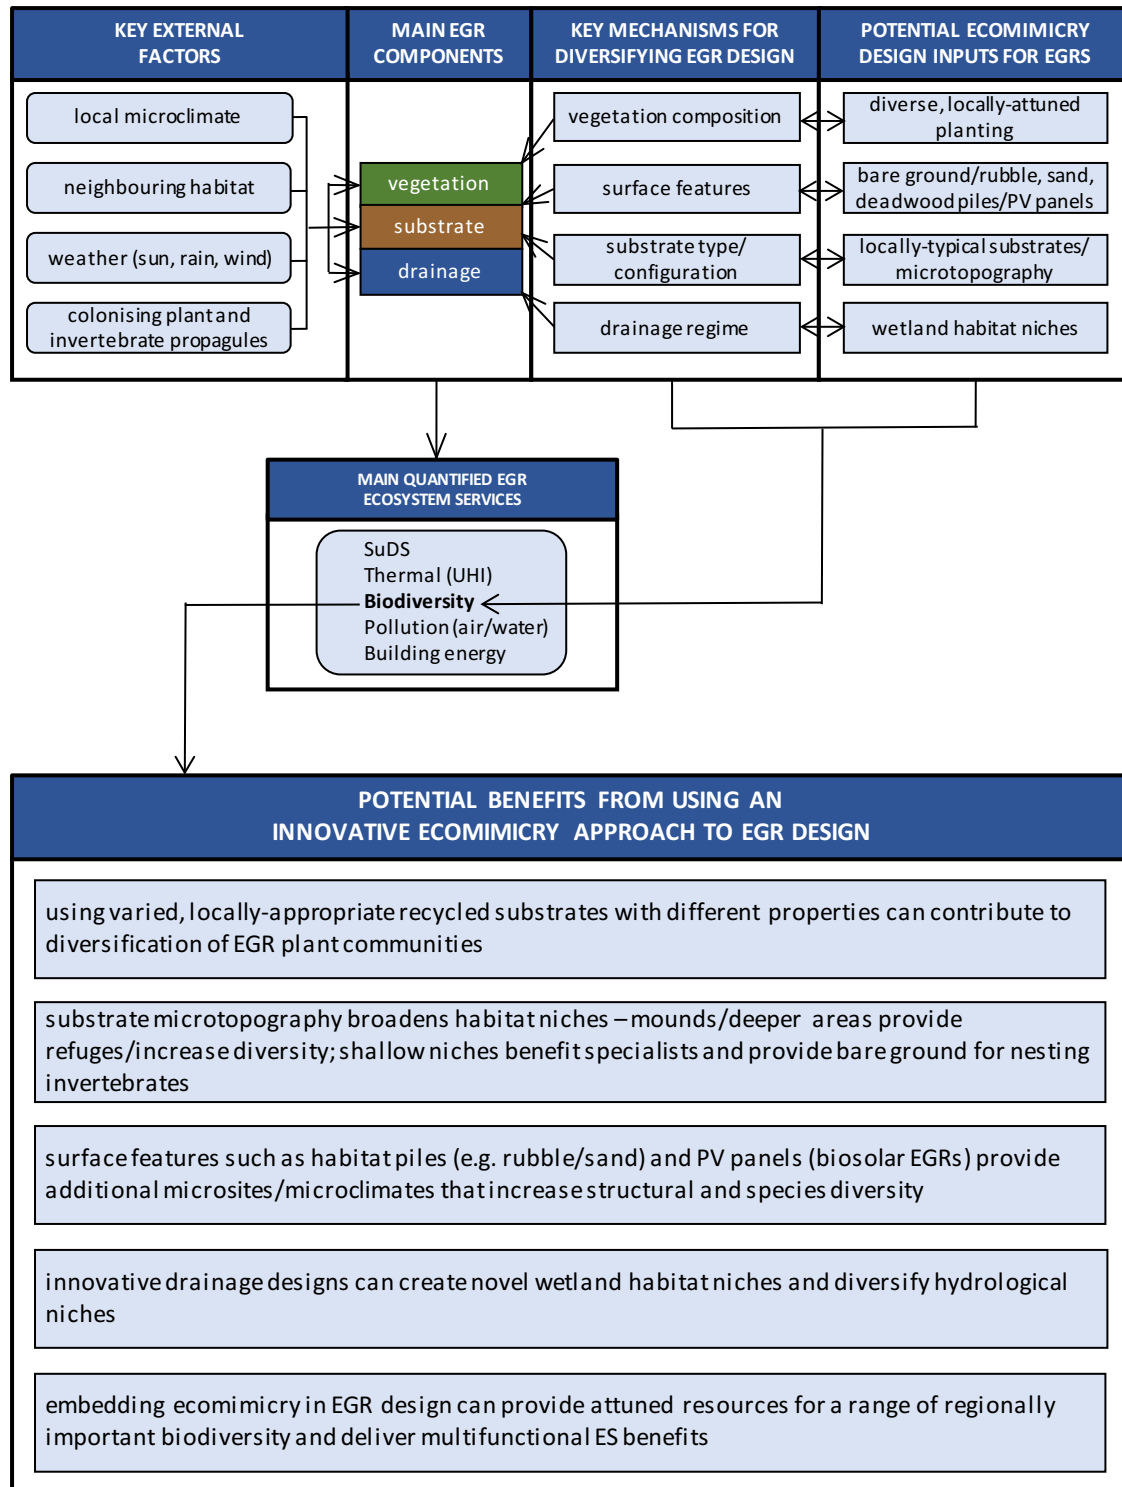 KEY EXTERNAL
FACTORS
MAIN EGR
COMPONENTS
KEY MECHANISMS FOR
DIVERSIFYING EGR DESIGN
POTENTIAL ECOMIMICRY
DESIGN INPUTS FOR EGRS
local microclimate
neighbouring habitat
weather (sun, rain, wind)
colonising plant and
invertebrate propagules
vegetation
substrate
drainage
vegetation composition
surface features
substrate type/
configuration
drainage regime
diverse, locally-attuned
planting
bare ground/rubble, sand,
deadwood piles/PV panels
locally-typical substrates/
microtopography
wetland habitat niches
MAIN QUANTIFIED EGR
ECOSYSTEM SERVICES
SuDS
Thermal (UHI)
Biodiversity
Pollution (air/water)
Building energy
POTENTIAL BENEFITS FROM USING AN
INNOVATIVE ECOMIMICRY APPROACH TO EGR DESIGN
using varied, locally-appropriate recycled substrates with different properties can contribute to
diversification of EGR plant communities
substrate microtopography broadens habitat niches – mounds/deeper areas provide
refuges/increase diversity; shallow niches benefit specialists and provide bare ground for nesting
invertebrates
surface features such as habitat piles (e.g. rubble/sand) and PV panels (biosolar EGRs) provide
additional microsites/microclimates that increase structural and species diversity
innovative drainage designs can create novel wetland habitat niches and diversify hydrological
niches
embedding ecomimicry in EGR design can provide attuned resources for a range of regionally
important biodiversity and deliver multifunctional ES benefits